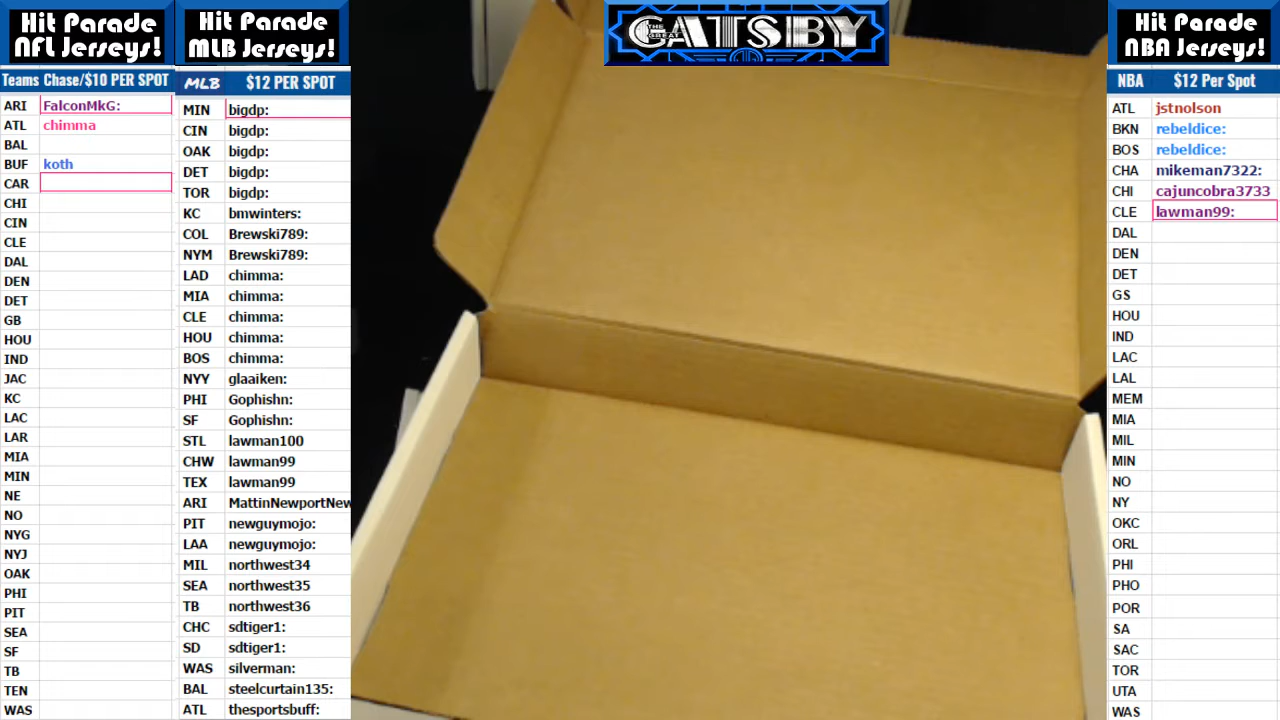 Hit Parade
NFL Jerseys!
Teams Chase/$10 PER SPOT
ARI FalconMkG:
ATL chimma
BAL
BUF koth
CAR
CHI
CIN
CLE
DAL
DEN
DET
GB
HOU
IND
JAC
KC
LAC
LAR
MIA
MIN
NE
NO
NYG
NYJ
OAK
PHI
PIT
SEA
SF
TB
TEN
WAS
Hit Parade
MLB Jerseys!
MLB $12 PER SPOT
MIN bigdp:
CIN bigdp:
OAK bigdp:
DET bigdp:
TOR bigdp:
KC bmwinters:
COL Brewski789:
NYM Brewski789:
LAD chimma:
MIA chimma:
CLE chimma:
HOU chimma:
BOS chimma:
NYY glaaiken:
PHI Gophishn:
SF Gophishn:
STL lawman100
CHW lawman99
TEX lawman99
ARI MattinNewportNew
PIT newguymojo:
LAA newguymojo:
MIL northwest34
SEA northwest35
TB northwest36
CHC sdtiger1:
SD sdtiger1:
WAS silverman:
BAL steelcurtain135:
ATL thesportsbuff:
THE GREAT GATSBY
Hit Parade
NBA Jerseys!
NBA $12 Per Spot
ATL jstnolson
BKN rebeldice:
BOS rebeldice:
CHA mikeman7322:
CHI cajuncobra3733
CLE lawman99:
DAL
DEN
DET
GS
HOU
IND
LAC
LAL
MEM
MIA
MIL
MIN
NO
NY
OKC
ORL
PHI
PHO
POR
SA
SAC
TOR
UTA
WAS